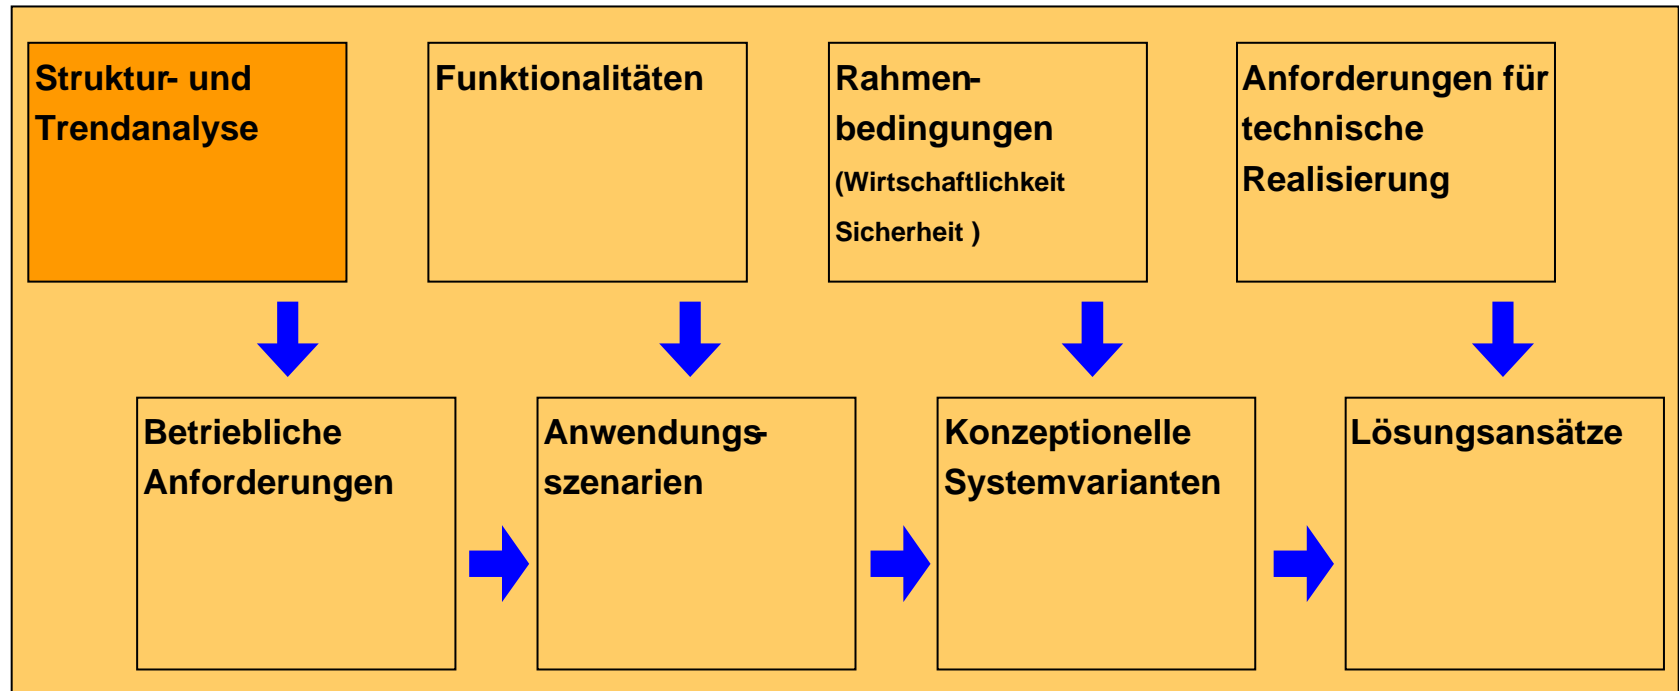 Struktur- und
Trendanalyse
Funktionalitäten
Rahmen-
bedingungen
(Wirtschaftlichkeit
Sicherheit )
Anforderungen für
technische
Realisierung
Betriebliche
Anforderungen
Anwendungs-
szenarien
Konzeptionelle
Systemvarianten
Lösungsansätze